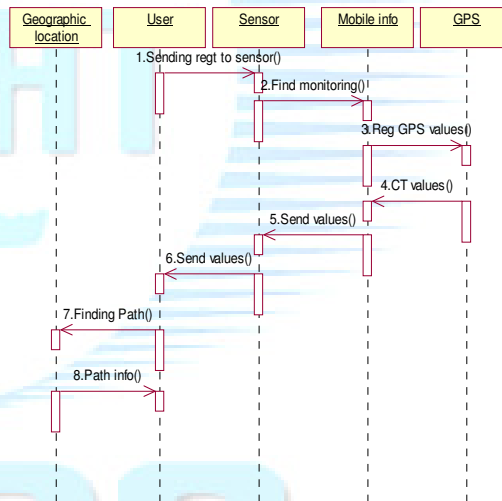 Geographic
location
User
Sensor
Mobile info
GPS
1.Sending regt to sensor()
2.Find monitoring()
3.Reg GPS values()
4.CT values()
5.Send values()
6.Send values()
7.Finding Path()
8.Path info()